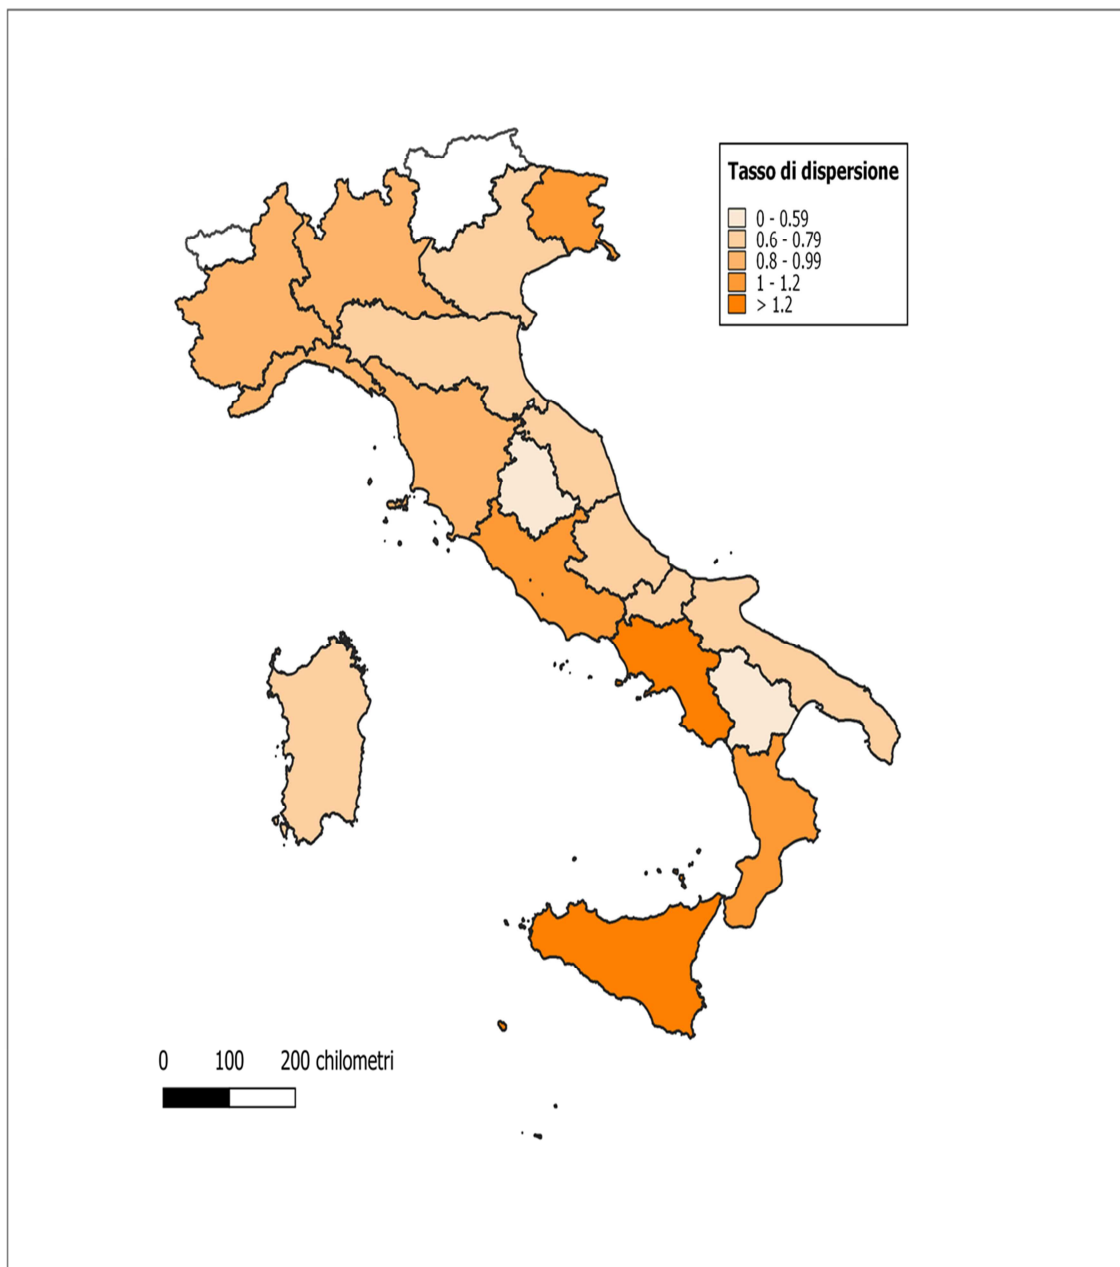 Tasso di dispersione
0 - 0.59
0.6 - 0.79
0.8 - 0.99
1 - 1.2
> 1.2
0 100 200 chilometri